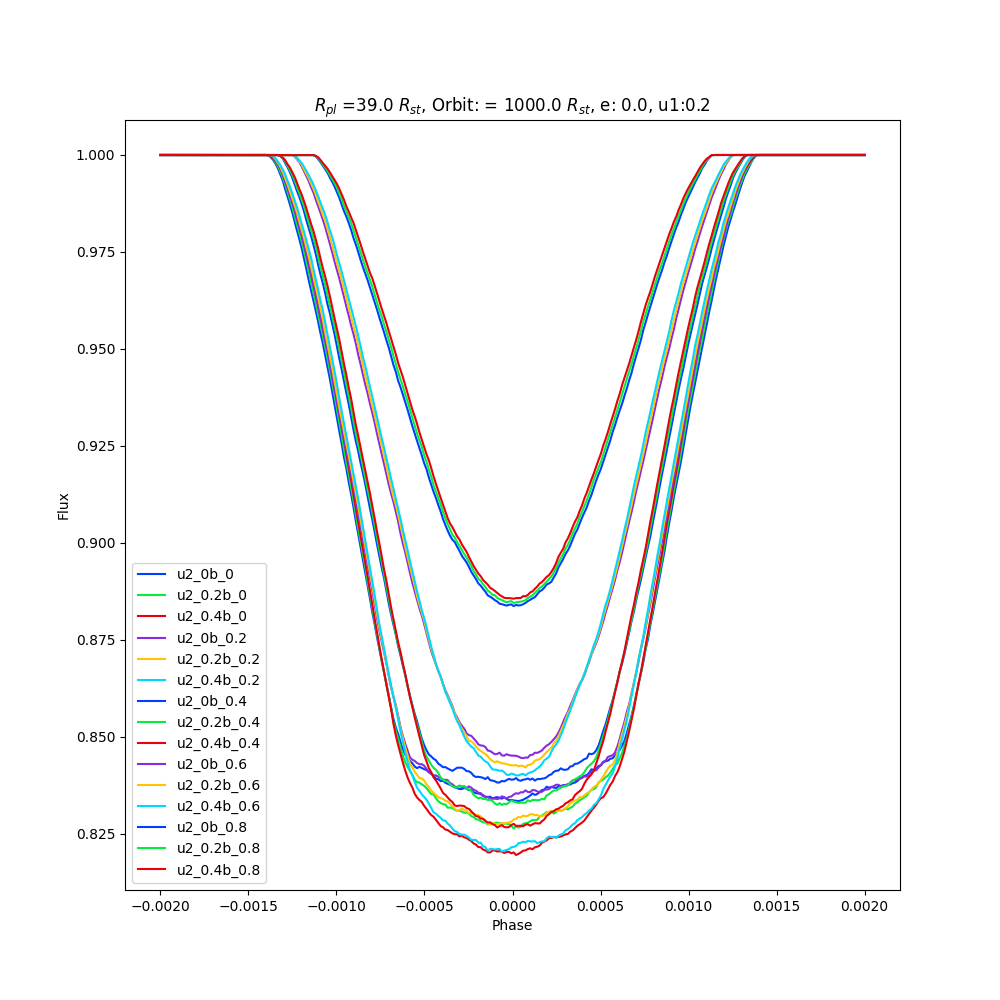 R_pl =39.0 R_st, Orbit: = 1000.0 R_st, e: 0.0, u1:0.2
1.000
0.975
0.950
0.925
0.900
0.875
0.850
0.825
Flux
u2_0b_0
u2_0.2b_0
u2_0.4b_0
u2_0b_0.2
u2_0.2b_0.2
u2_0.4b_0.2
u2_0b_0.4
u2_0.2b_0.4
u2_0.4b_0.4
u2_0b_0.6
u2_0.2b_0.6
u2_0.4b_0.6
u2_0b_0.8
u2_0.2b_0.8
u2_0.4b_0.8
−0.0020 −0.0015 −0.0010 −0.0005 0.0000 0.0005 0.0010 0.0015 0.0020
Phase